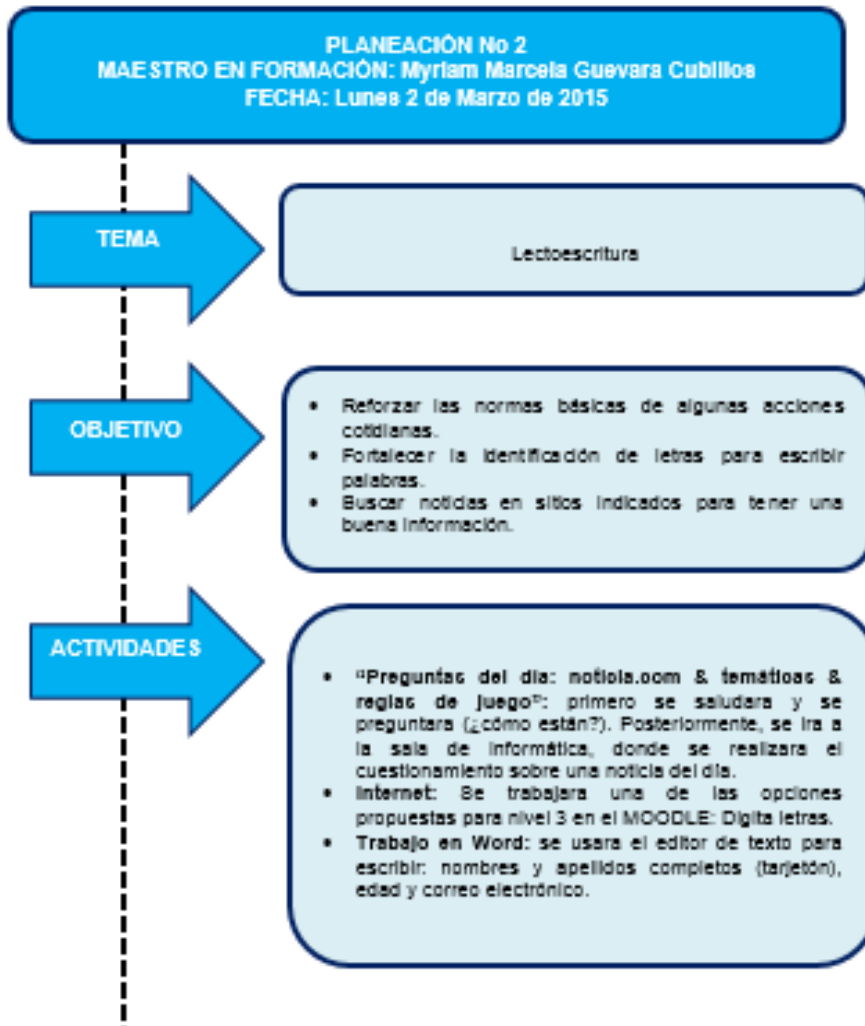 PLANEACIÓN No 2
MAESTRO EN FORMACIÓN: Myriam Marcela Guevara Cubillos
FECHA: Lunes 2 de Marzo de 2015
TEMA
Lectoescritura
OBJETIVO
• Reforzar las normas básicas de algunas acciones
cotidianas.
• Fortalecer la identificación de letras para escribir
palabras.
• Buscar noticias en sitios indicados para tener una
buena información.
ACTIVIDADES
• "Preguntas del día: noticia.com & temáticas &
reglas de juego": primero se saludara y se
preguntara (¿cómo están?). Posteriormente, se ira a
la sala de informática, donde se realizara el
cuestionamiento sobre una noticia del día.
• Internet: Se trabajara una de las opciones
propuestas para nivel 3 en el MOODLE: Digita letras.
• Trabajo en Word: se usara el editor de texto para
escribir: nombres y apellidos completos (tarjetón),
edad y correo electrónico.